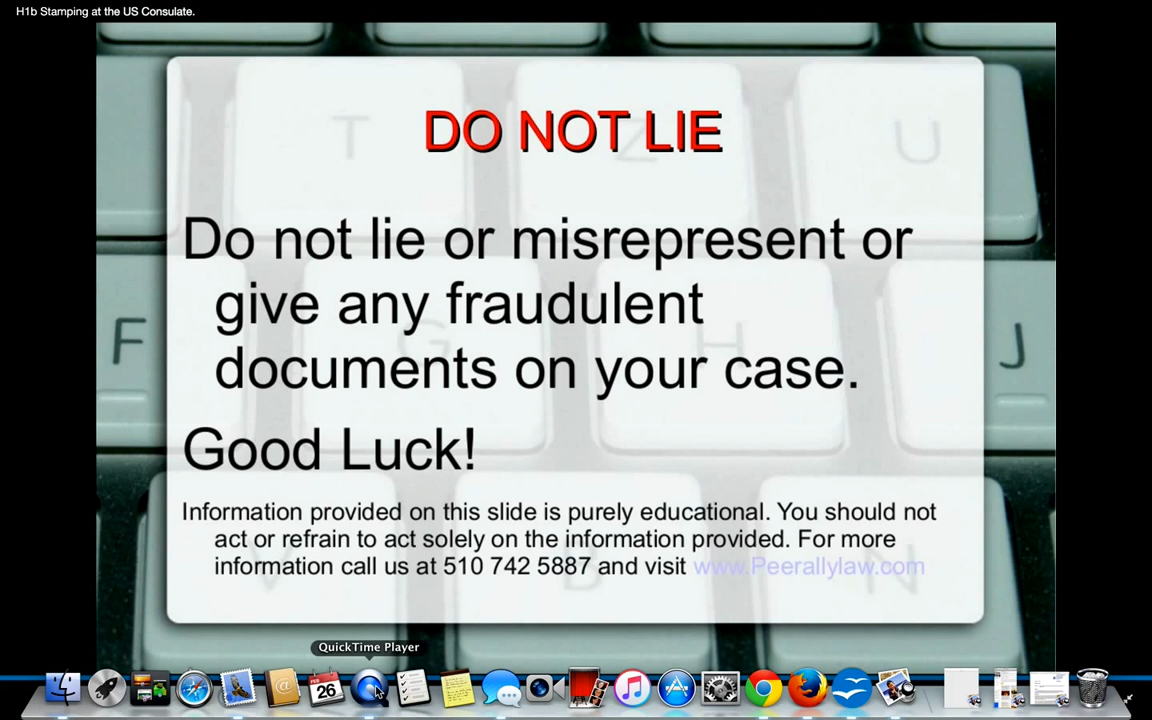 H1b Stamping at the US Consulate.
T
Z
U
DO NOT LIE
Do not lie or misrepresent or
F
G
H
J
give any fraudulent
documents on your case.
Good Luck!
Information provided on this slide is purely educational. You should not
act or refrain to act solely on the information provided. For more
information call us at 510 742 5887 and visit www.Peerallylaw.com
V
B
N
QuickTime Player
FEB
26